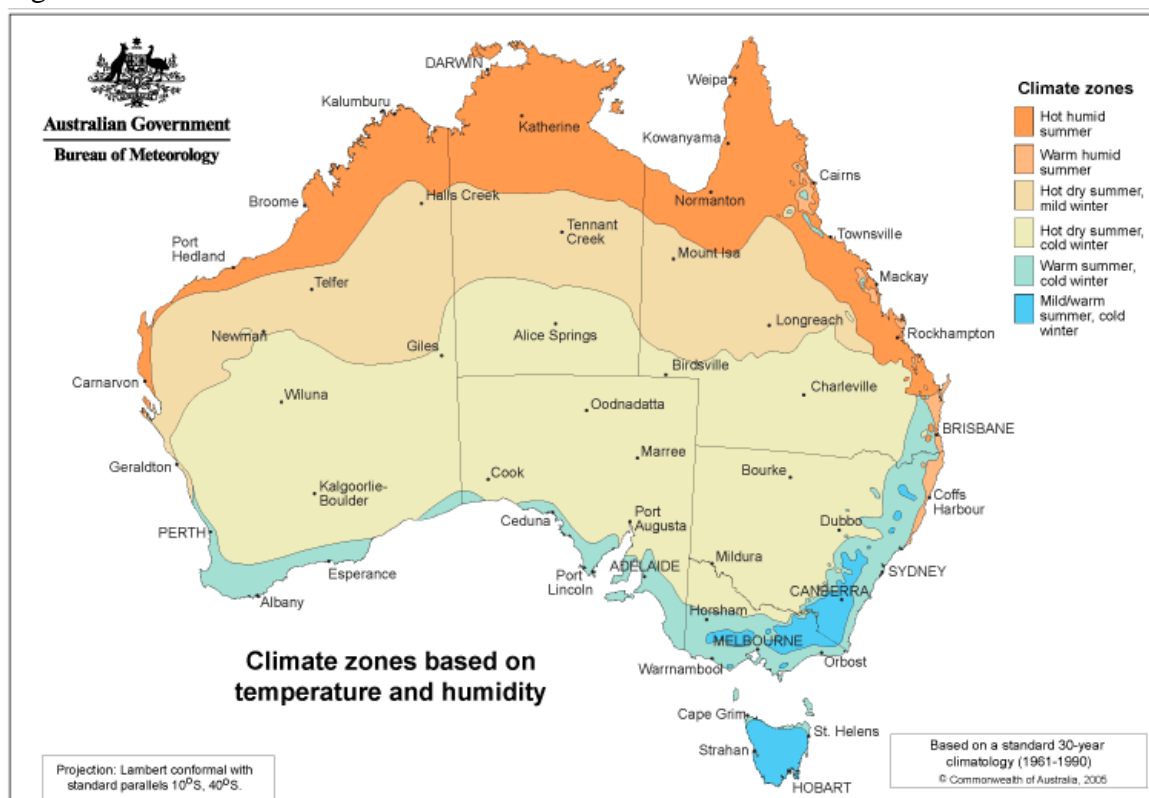 DARWIN
Weipa
Kalumburu
Katherine
Kowanyama
Australian Government
Bureau of Meteorology
Climate zones
Hot humid
summer
Warm humid
summer
Hot dry summer,
mild winter
Hot dry summer,
cold winter
Warm summer,
cold winter
Mild/warm
summer, cold
winter
Cairns
Broome
Halls Creek
Normanton
Tennant
Creek
Townsville
Port
Hedland
Mount Isa
Mackay
Telfer
Longreach
Newman
Alice Springs
Rockhampton
Giles
Birdsville
Carnarvon
Wiluna
Charleville
Oodnadatta
BRISBANE
Marree
Geraldton
Cook
Bourke
Kalgoorlie-
Boulder
Coffs
Harbour
Ceduna
Port
Augusta
Dubbo
PERTH
Mildura
Esperance
Port
Lincoln
ADELAIDE
SYDNEY
Albany
CANBERRA
Horsham
MELBOURNE
Warrnambool
Orbost
Climate zones based on
temperature and humidity
Cape Grim
St. Helens
Strahan
HOBART
Projection: Lambert conformal with
standard parallels 10°S, 40°S.
Based on a standard 30-year
climatology (1961-1990)
© Commonwealth of Australia, 2005